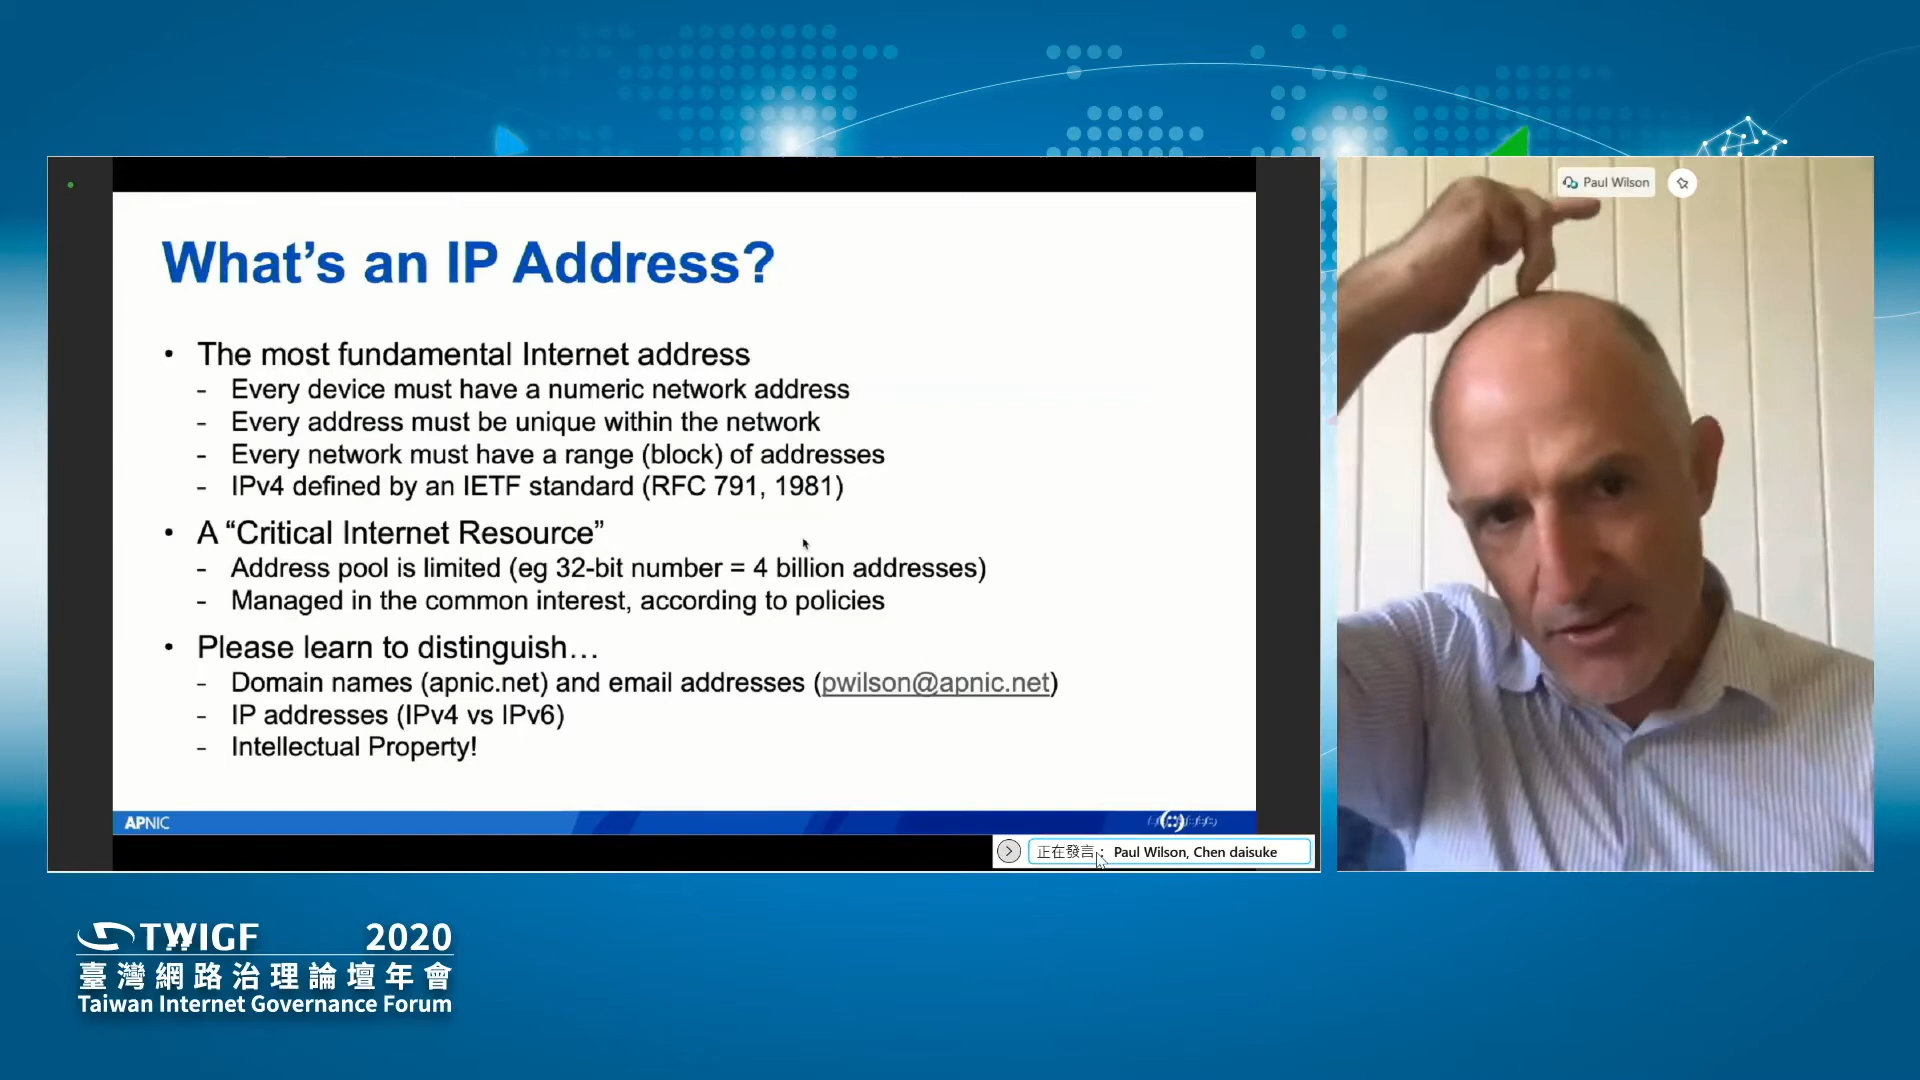 Paul Wilson
What's an IP Address?
• The most fundamental Internet address
- Every device must have a numeric network address
- Every address must be unique within the network
- Every network must have a range (block) of addresses
- IPv4 defined by an IETF standard (RFC 791, 1981)
• A “Critical Internet Resource”
- Address pool is limited (eg 32-bit number = 4 billion addresses)
- Managed in the common interest, according to policies
• Please learn to distinguish…
- Domain names (apnic.net) and email addresses (pwilson@apnic.net)
- IP addresses (IPv4 vs IPv6)
- Intellectual Property!
APNIC
正在發言: Paul Wilson, Chen daisuke
TWIGF 2020
臺灣網路治理論壇年會
Taiwan Internet Governance Forum